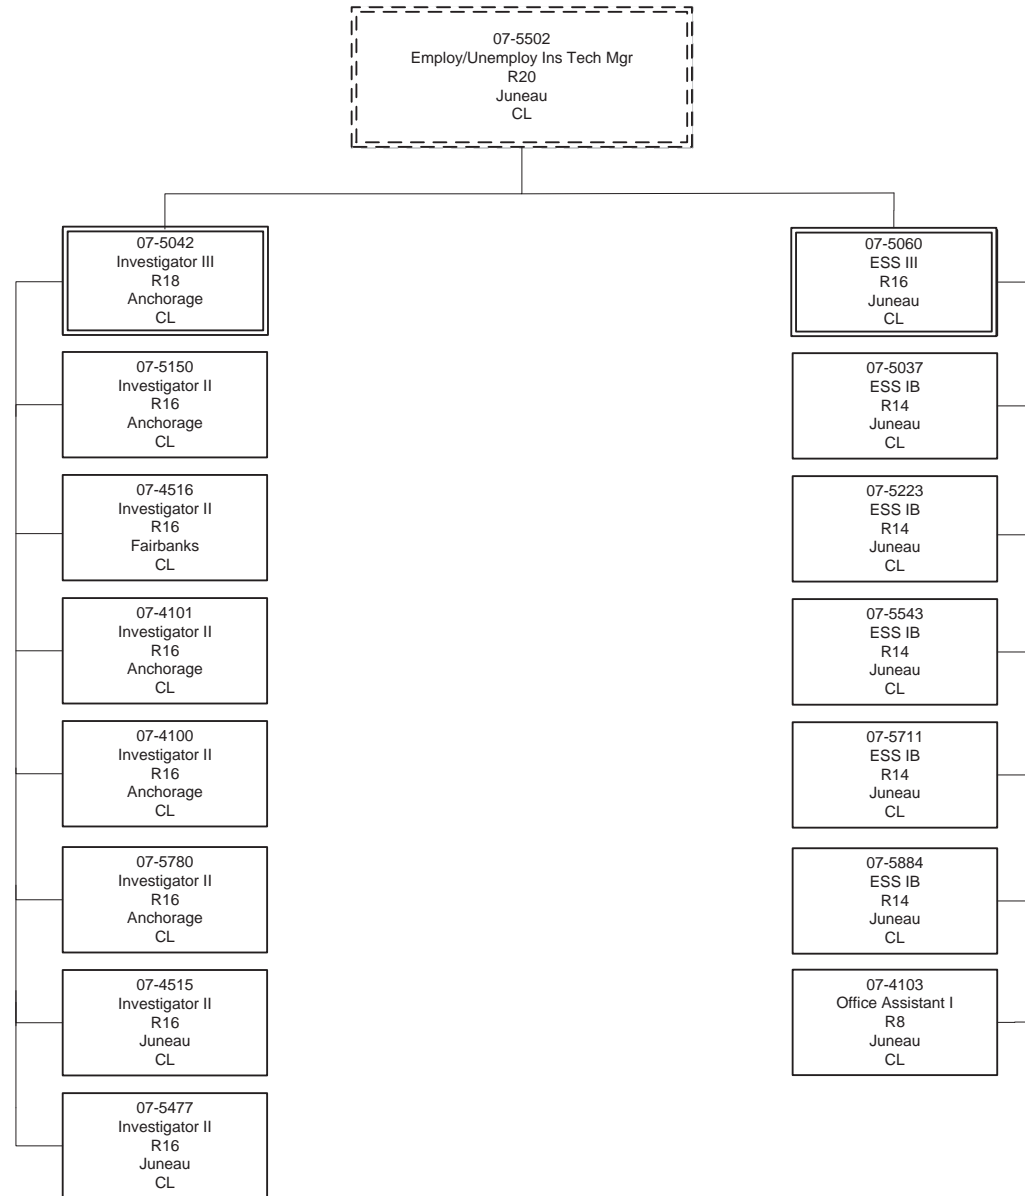 07-5502
Employ/Unemploy Ins Tech Mgr
R20
Juneau
CL
07-5042
Investigator III
R18
Anchorage
CL
07-5150
Investigator II
R16
Anchorage
CL
07-4516
Investigator II
R16
Fairbanks
CL
07-4101
Investigator II
R16
Anchorage
CL
07-4100
Investigator II
R16
Anchorage
CL
07-5780
Investigator II
R16
Anchorage
CL
07-4515
Investigator II
R16
Juneau
CL
07-5477
Investigator II
R16
Juneau
CL
07-5060
ESS III
R16
Juneau
CL
07-5037
ESS IB
R14
Juneau
CL
07-5223
ESS IB
R14
Juneau
CL
07-5543
ESS IB
R14
Juneau
CL
07-5711
ESS IB
R14
Juneau
CL
07-5884
ESS IB
R14
Juneau
CL
07-4103
Office Assistant I
R8
Juneau
CL